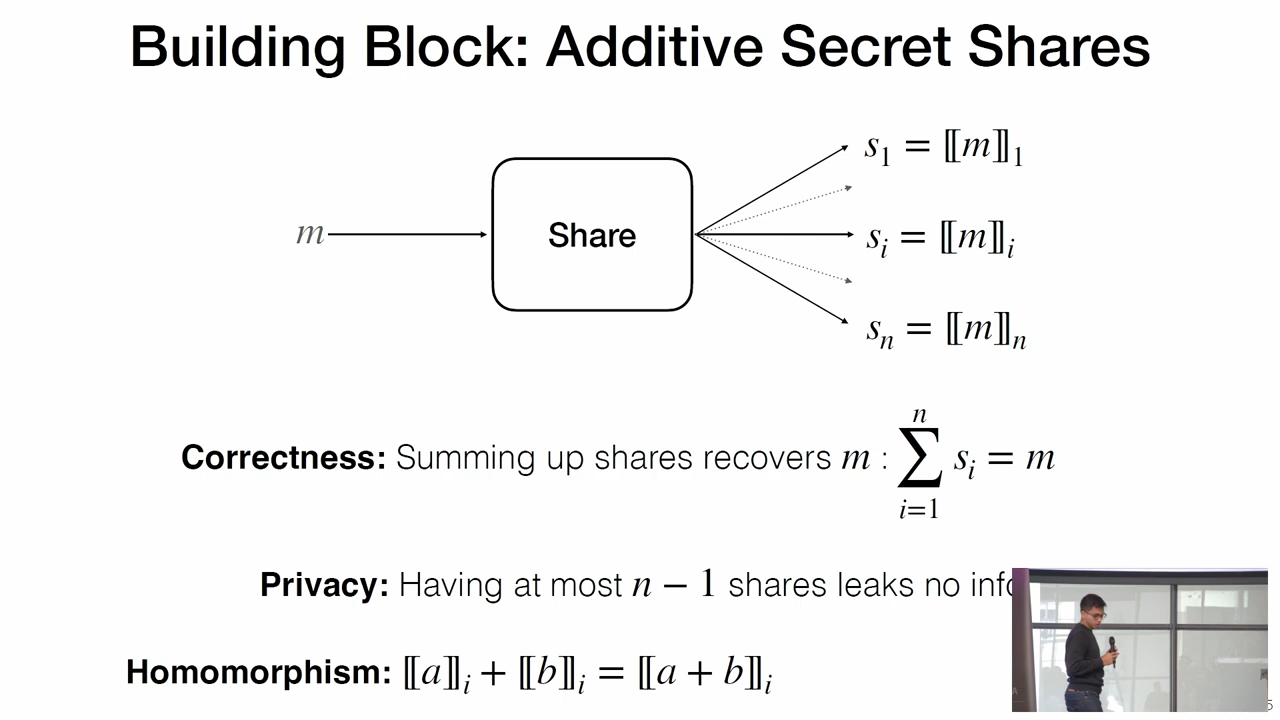 Building Block: Additive Secret Shares
s₁ = ⟦m⟧₁
m
Share
sᵢ = ⟦m⟧ᵢ
sₙ = ⟦m⟧ₙ
Correctness: Summing up shares recovers m : ∑ⁿᵢ₌₁ sᵢ = m
Privacy: Having at most n − 1 shares leaks no
Homomorphism: ⟦a⟧ᵢ + ⟦b⟧ᵢ = ⟦a + b⟧ᵢ